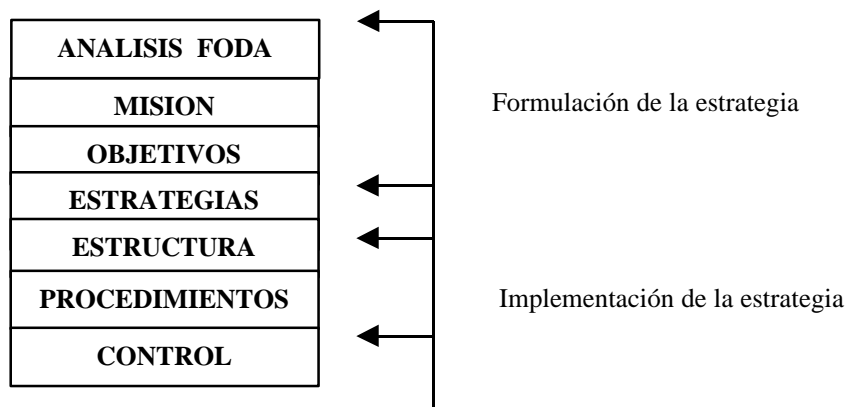 ANALISIS FODA
MISION
Formulación de la estrategia
OBJETIVOS
ESTRATEGIAS
ESTRUCTURA
PROCEDIMIENTOS
Implementación de la estrategia
CONTROL